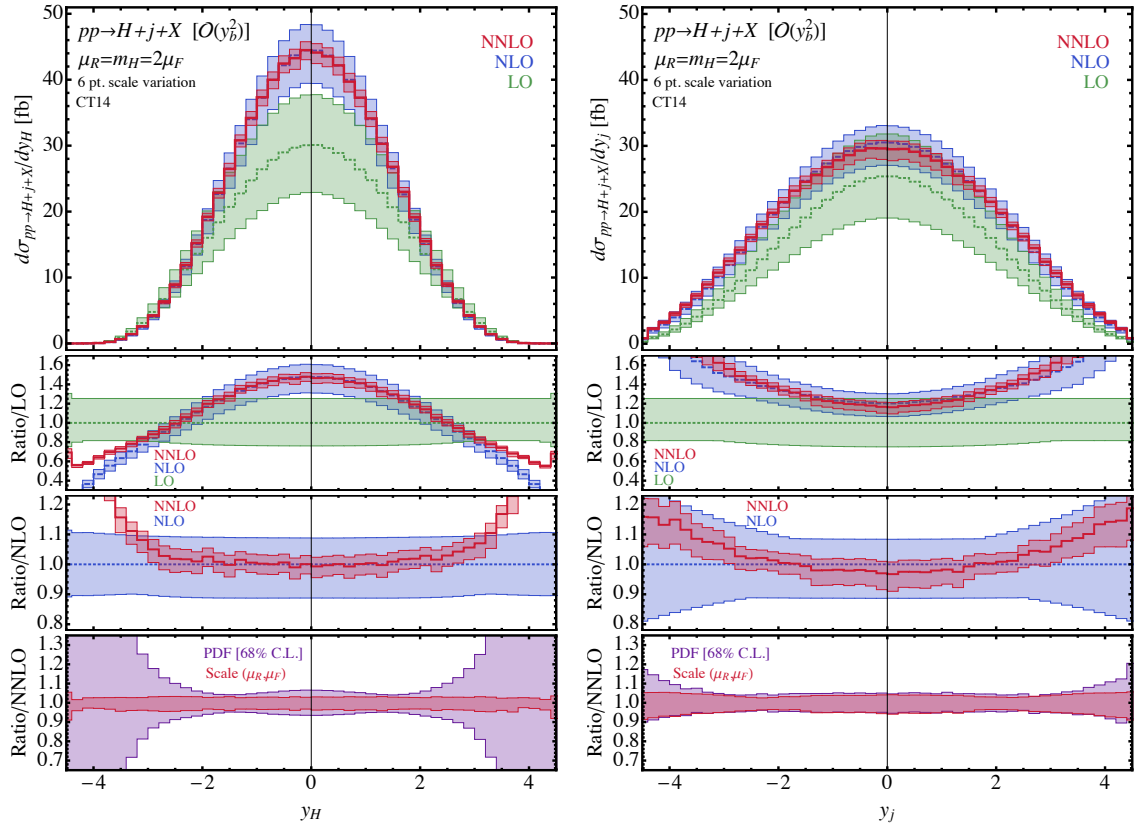 pp→H+j+X [𝒪(y_b^2)]
μ_R=m_H=2μ_F
6 pt. scale variation
CT14
NNLO
NLO
LO
dσ_{pp→H+j+X}/dy_H [fb]
50
40
30
20
10
0
Ratio/LO
1.6
1.4
1.2
1.0
0.8
0.6
0.4
NNLO
NLO
LO
Ratio/NLO
1.2
1.1
1.0
0.9
0.8
NNLO
NLO
Ratio/NNLO
1.3
1.2
1.1
1.0
0.9
0.8
0.7
PDF [68% C.L.]
Scale (μ_R,μ_F)
−4 −2 0 2 4
y_H
pp→H+j+X [𝒪(y_b^2)]
μ_R=m_H=2μ_F
6 pt. scale variation
CT14
NNLO
NLO
LO
dσ_{pp→H+j+X}/dy_j [fb]
50
40
30
20
10
0
Ratio/LO
1.6
1.4
1.2
1.0
0.8
0.6
0.4
NNLO
NLO
LO
Ratio/NLO
1.2
1.1
1.0
0.9
0.8
NNLO
NLO
Ratio/NNLO
1.3
1.2
1.1
1.0
0.9
0.8
0.7
PDF [68% C.L.]
Scale (μ_R,μ_F)
−4 −2 0 2 4
y_j